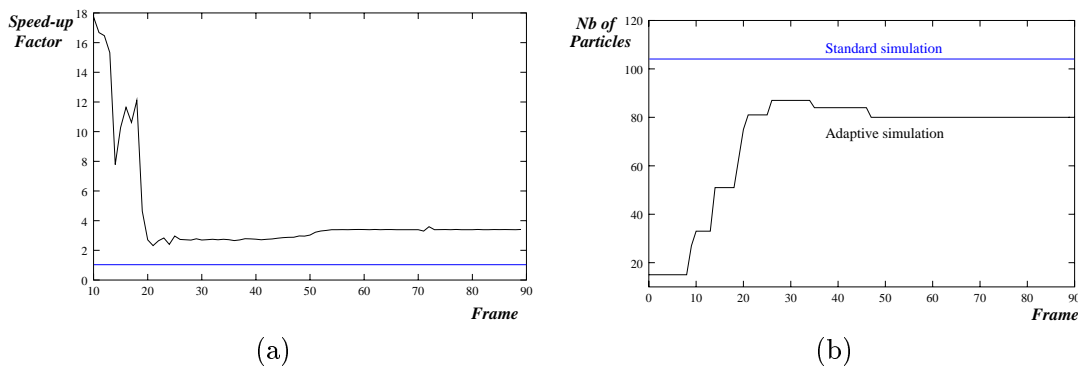 Speed-up
Factor
18
16
14
12
10
8
6
4
2
0
10 20 30 40 50 60 70 80 90
Frame
(a)
Nb of
Particles
120
100
80
60
40
20
Standard simulation
Adaptive simulation
0 10 20 30 40 50 60 70 80 90
Frame
(b)